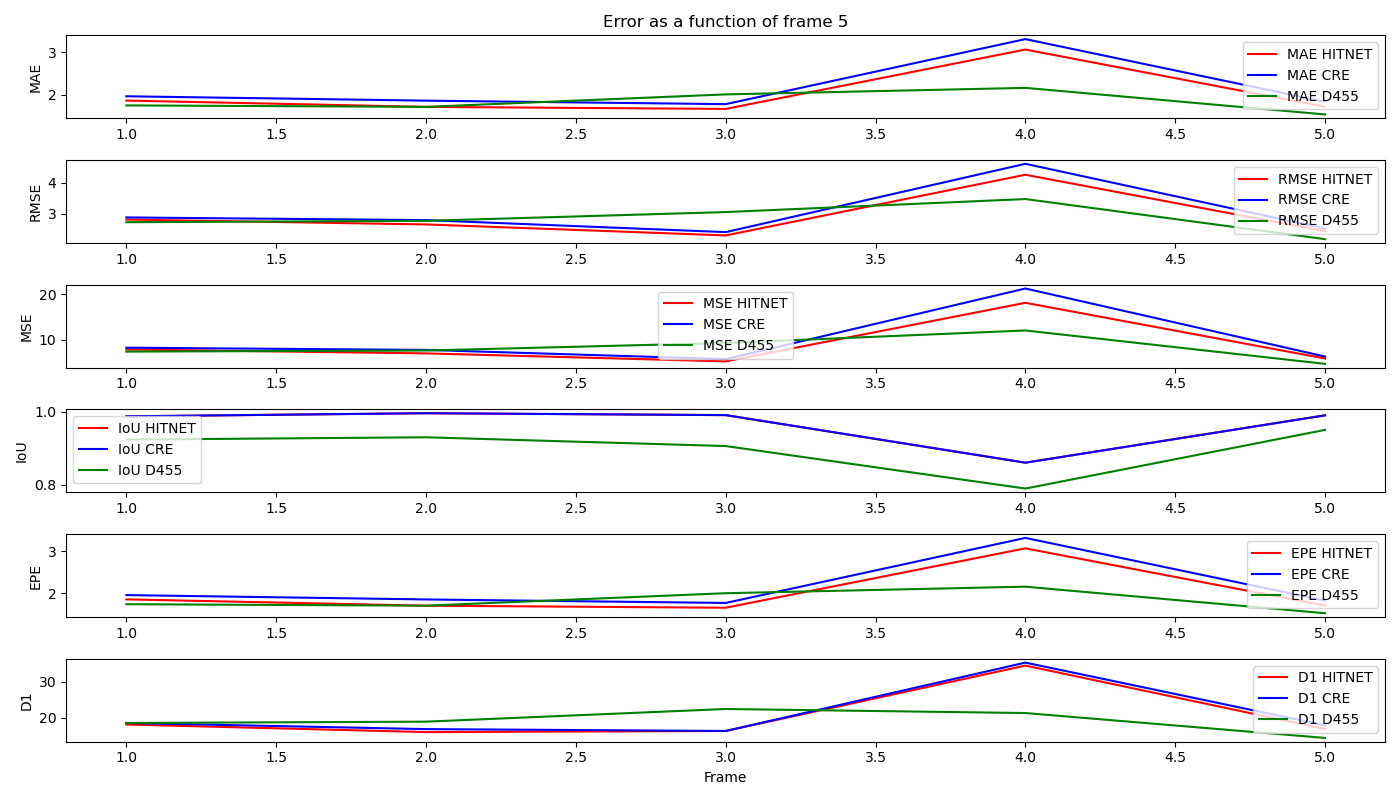 Error as a function of frame 5
MAE
3
2
MAE HITNET
MAE CRE
MAE D455
1.0 1.5 2.0 2.5 3.0 3.5 4.0 4.5 5.0
RMSE
4
3
RMSE HITNET
RMSE CRE
RMSE D455
1.0 1.5 2.0 2.5 3.0 3.5 4.0 4.5 5.0
MSE
20
10
MSE HITNET
MSE CRE
MSE D455
1.0 1.5 2.0 2.5 3.0 3.5 4.0 4.5 5.0
IoU
1.0
0.8
IoU HITNET
IoU CRE
IoU D455
1.0 1.5 2.0 2.5 3.0 3.5 4.0 4.5 5.0
EPE
3
2
EPE HITNET
EPE CRE
EPE D455
1.0 1.5 2.0 2.5 3.0 3.5 4.0 4.5 5.0
D1
30
20
D1 HITNET
D1 CRE
D1 D455
1.0 1.5 2.0 2.5 3.0 3.5 4.0 4.5 5.0
Frame